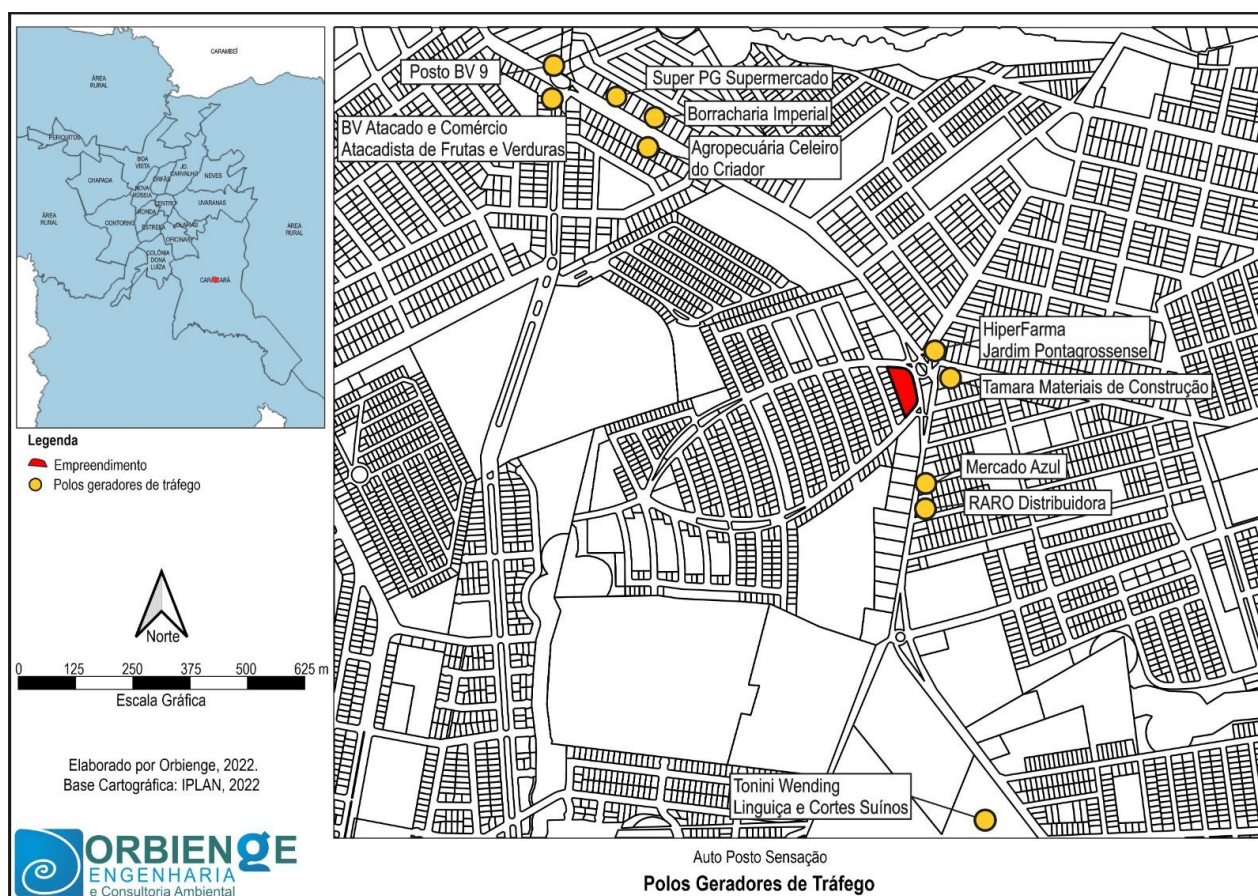 CARAMBEÍ
ÁREA
RURAL
PERIQUITOS
BOA
VISTA
JD.
CARVALHO
NEVES
CHAPADA
ÓRFÃS
NOVA
RÚSSIA
CENTRO
UVARANAS
ÁREA
RURAL
CONTORNO
RONDA
ESTRELA
OLARIAS
ÁREA
RURAL
OFICINAS
COLÔNIA
DONA
LUÍZA
CARÁ-CARÁ
Legenda
Empreendimento
Polos geradores de tráfego
Norte
0 125 250 375 500 625 m
Escala Gráfica
Elaborado por Orbienge, 2022.
Base Cartográfica: IPLAN, 2022
ORBIENGE
ENGENHARIA
e Consultoria Ambiental
Posto BV 9
Super PG Supermercado
BV Atacado e Comércio
Atacadista de Frutas e Verduras
Borracharia Imperial
Agropecuária Celeiro
do Criador
HiperFarma
Jardim Pontagrossense
Tamara Materiais de Construção
Mercado Azul
RARO Distribuidora
Tonini Wending
Linguiça e Cortes Suínos
Auto Posto Sensação
Polos Geradores de Tráfego